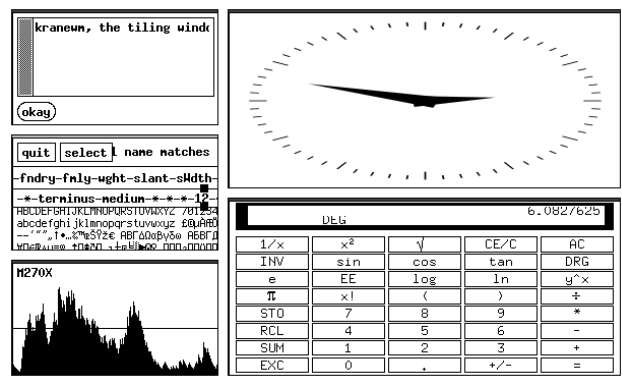 kranewm, the tiling windo
okay
quit select l name matches
-fndry-fmly-wght-slant-sWdth-
-*-terminus-medium-*-*-*-12-
ABCDEFGHIJKLMNOPQRSTUVWXYZ
abcdefghijklmnopqrstuvwxyz
M270X
DEG
1/x x² √ CE/C AC
INV sin cos tan DRG
e EE log ln y^x
π x! ( ) ÷
STO 7 8 9 *
RCL 4 5 6 -
SUM 1 2 3 +
EXC 0 . +/- =